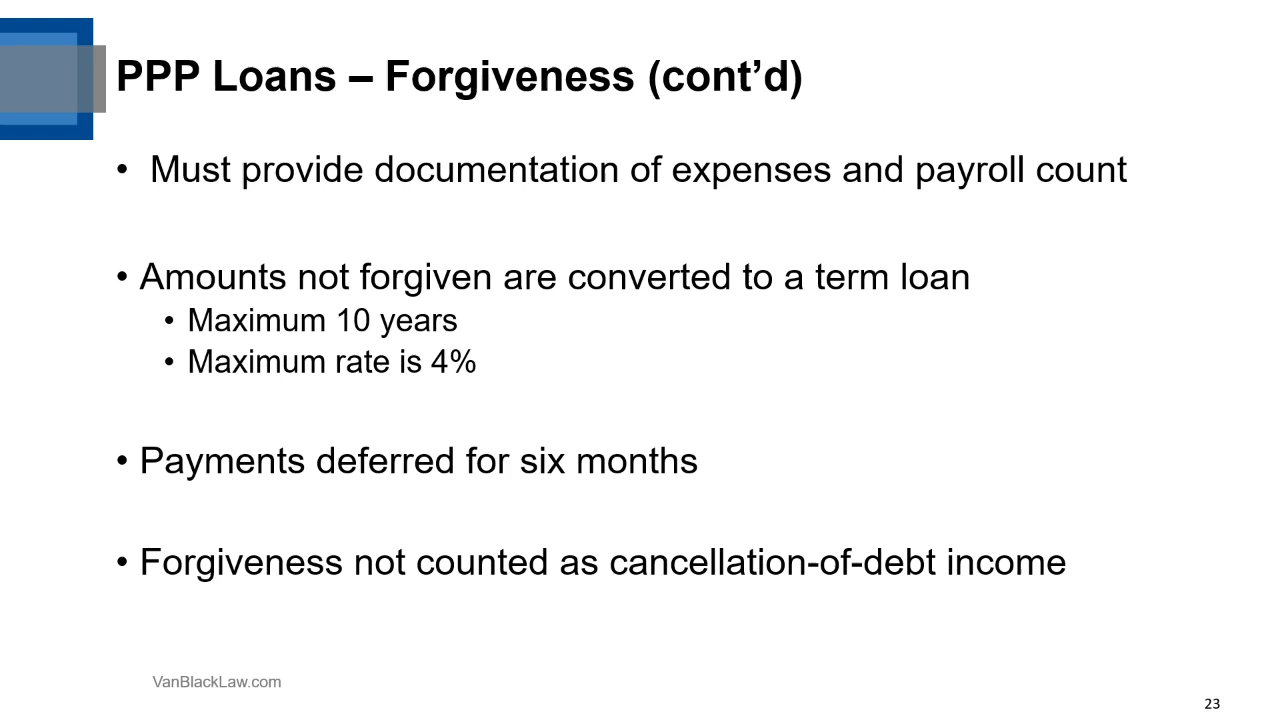 PPP Loans – Forgiveness (cont’d)
• Must provide documentation of expenses and payroll count
• Amounts not forgiven are converted to a term loan
• Maximum 10 years
• Maximum rate is 4%
• Payments deferred for six months
• Forgiveness not counted as cancellation-of-debt income
VanBlackLaw.com
23